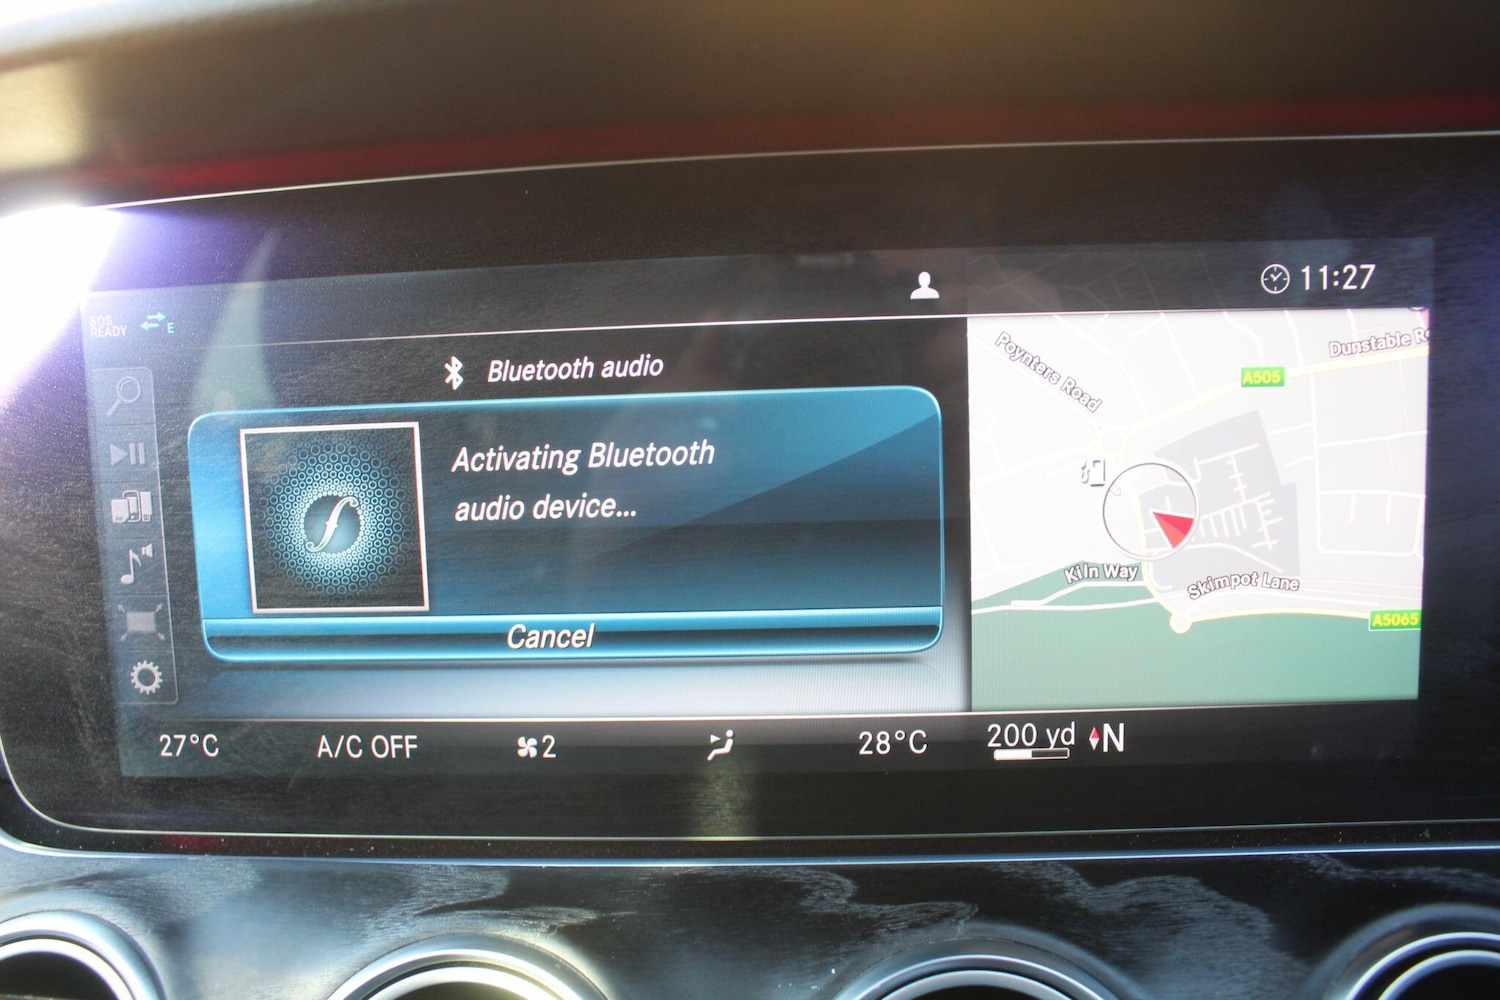 11:27
SOS
READY
E
Bluetooth audio
Activating Bluetooth
audio device...
Cancel
Poynters Road
Dunstable R
A505
Kiln Way
Skimpot Lane
A5065
27°C
A/C OFF
2
28°C
200 yd
N